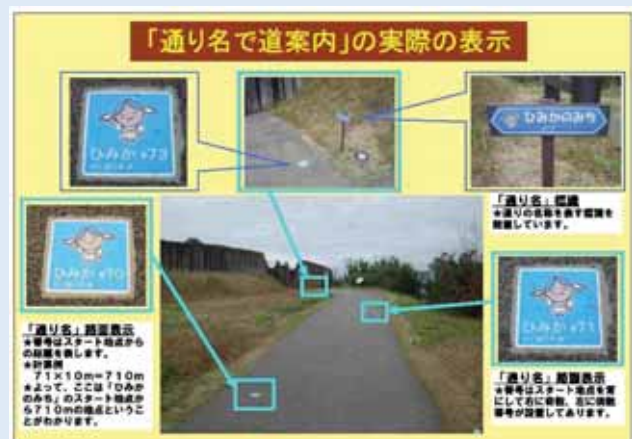 「通り名で道案内」の実際の表示
ひみか 73
ひみかのみち
「通り名」標識
★通りの名称を表す標識を
設置しています。
ひみか 70
ひみか 71
「通り名」路面表示
★番号はスタート地点から
の距離を表します。
★計算例
71×10m=710m
★よって、ここは「ひみか
のみち」のスタート地点か
ら710mの地点というこ
とがわかります。
「通り名」路面表示
★番号はスタート地点を背
にして右に奇数、左に偶数
番号が設置してあります。